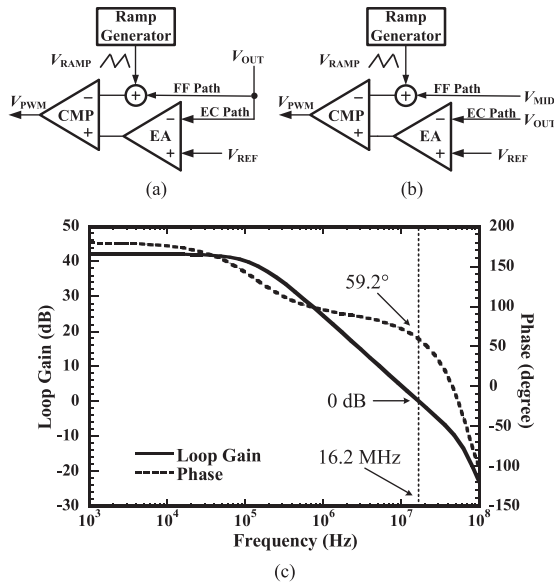 Ramp
Generator
V_RAMP
V_OUT
V_PWM
−
+
FF Path
CMP
+
−
EC Path
EA
+
V_REF
(a)
Ramp
Generator
V_RAMP
V_PWM
−
+
FF Path
V_MID
CMP
+
−
EC Path
V_OUT
EA
+
V_REF
(b)
50
40
30
20
10
0
-10
-20
-30
Loop Gain (dB)
200
150
100
50
0
-50
-100
-150
Phase (degree)
59.2°
0 dB
16.2 MHz
Loop Gain
Phase
10^3
10^4
10^5
10^6
10^7
10^8
Frequency (Hz)
(c)